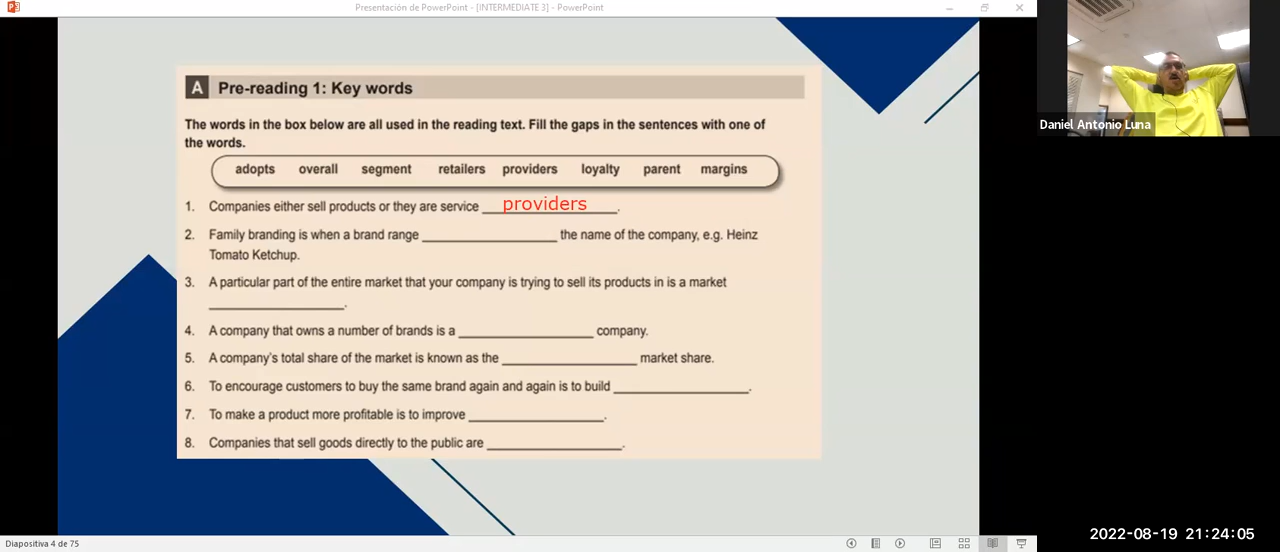 Presentación de PowerPoint - [INTERMEDIATE 3] - PowerPoint
A Pre-reading 1: Key words
The words in the box below are all used in the reading text. Fill the gaps in the sentences with one of
the words.
adopts overall segment retailers providers loyalty parent margins
1. Companies either sell products or they are service providers.
2. Family branding is when a brand range ____________ the name of the company, e.g. Heinz
Tomato Ketchup.
3. A particular part of the entire market that your company is trying to sell its products in is a market
____________.
4. A company that owns a number of brands is a ____________ company.
5. A company's total share of the market is known as the ____________ market share.
6. To encourage customers to buy the same brand again and again is to build ____________.
7. To make a product more profitable is to improve ____________.
8. Companies that sell goods directly to the public are ____________.
Daniel Antonio Luna
Diapositiva 4 de 75
2022-08-19 21:24:05